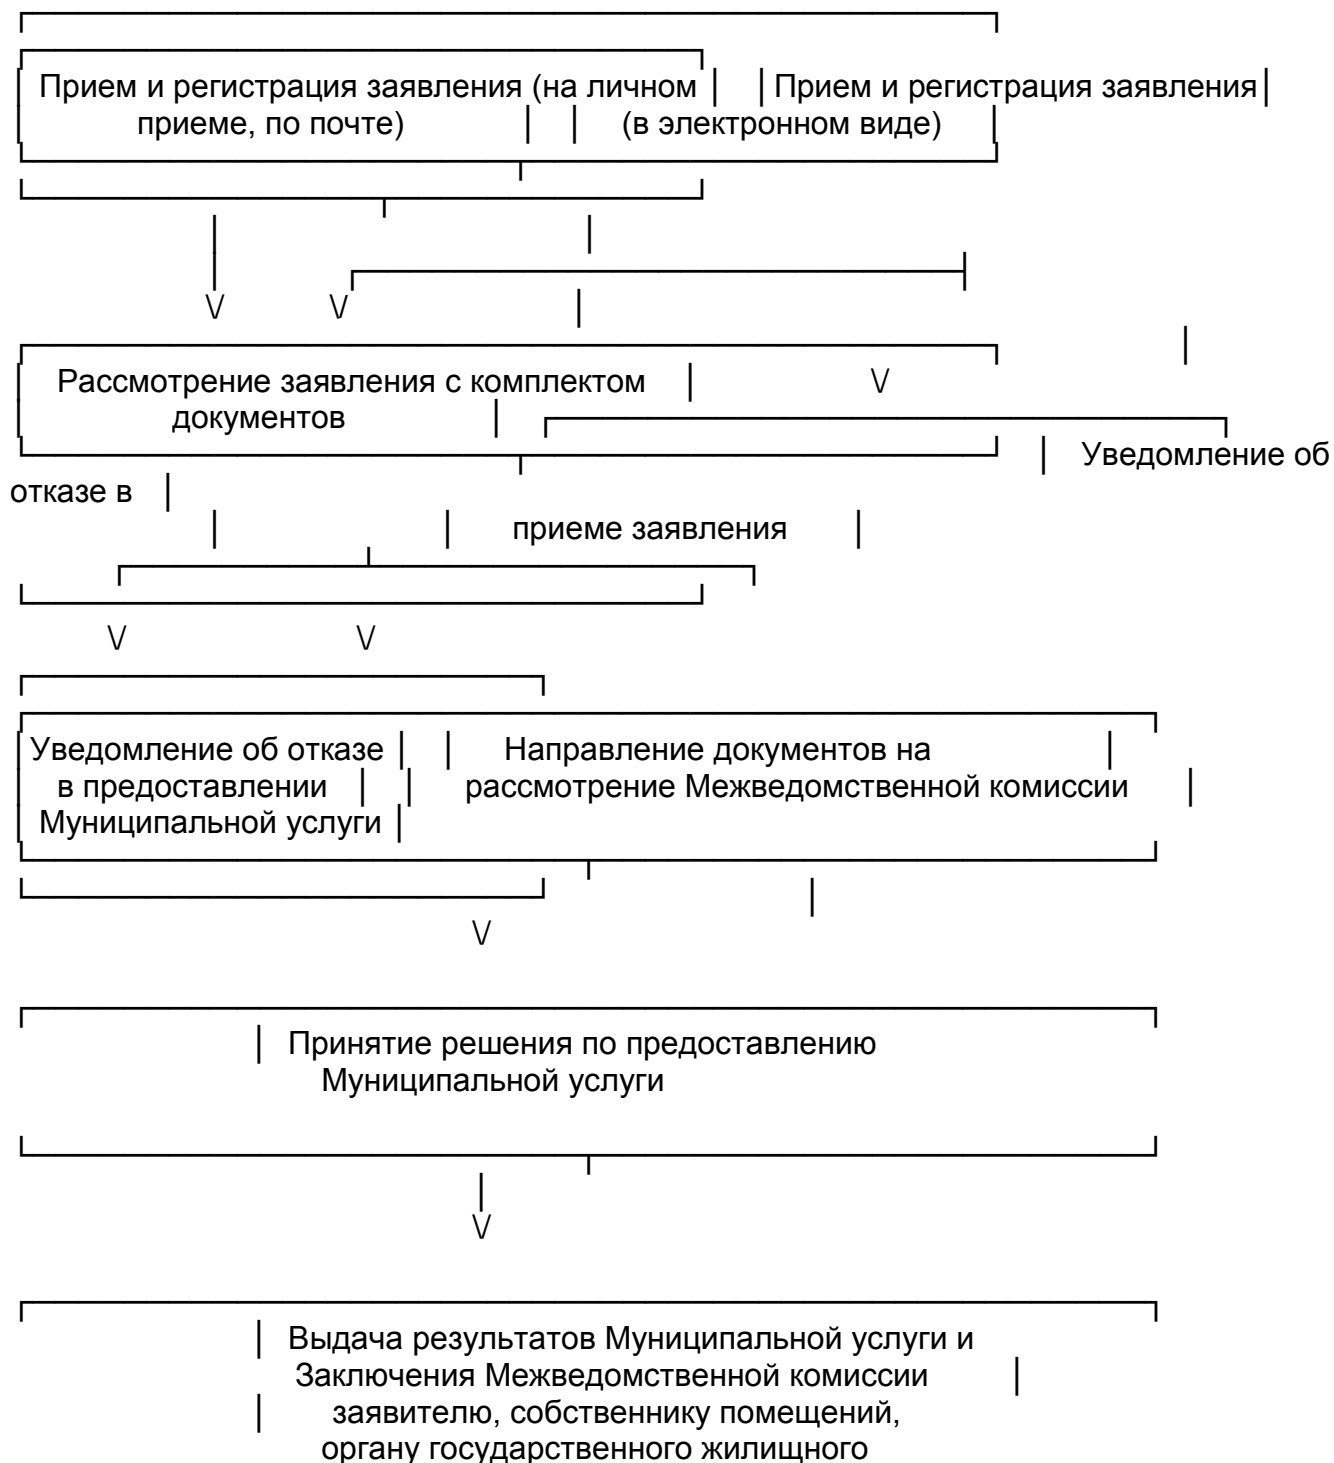 Прием и регистрация заявления (на личном Прием и регистрация заявления
приеме, по почте) (в электронном виде)
Рассмотрение заявления с комплектом
документов
Уведомление об
отказе в
приеме заявления
Уведомление об отказе Направление документов на
в предоставлении рассмотрение Межведомственной комиссии
Муниципальной услуги
Принятие решения по предоставлению
Муниципальной услуги
Выдача результатов Муниципальной услуги и
Заключения Межведомственной комиссии
заявителю, собственнику помещений,
органу государственного жилищного